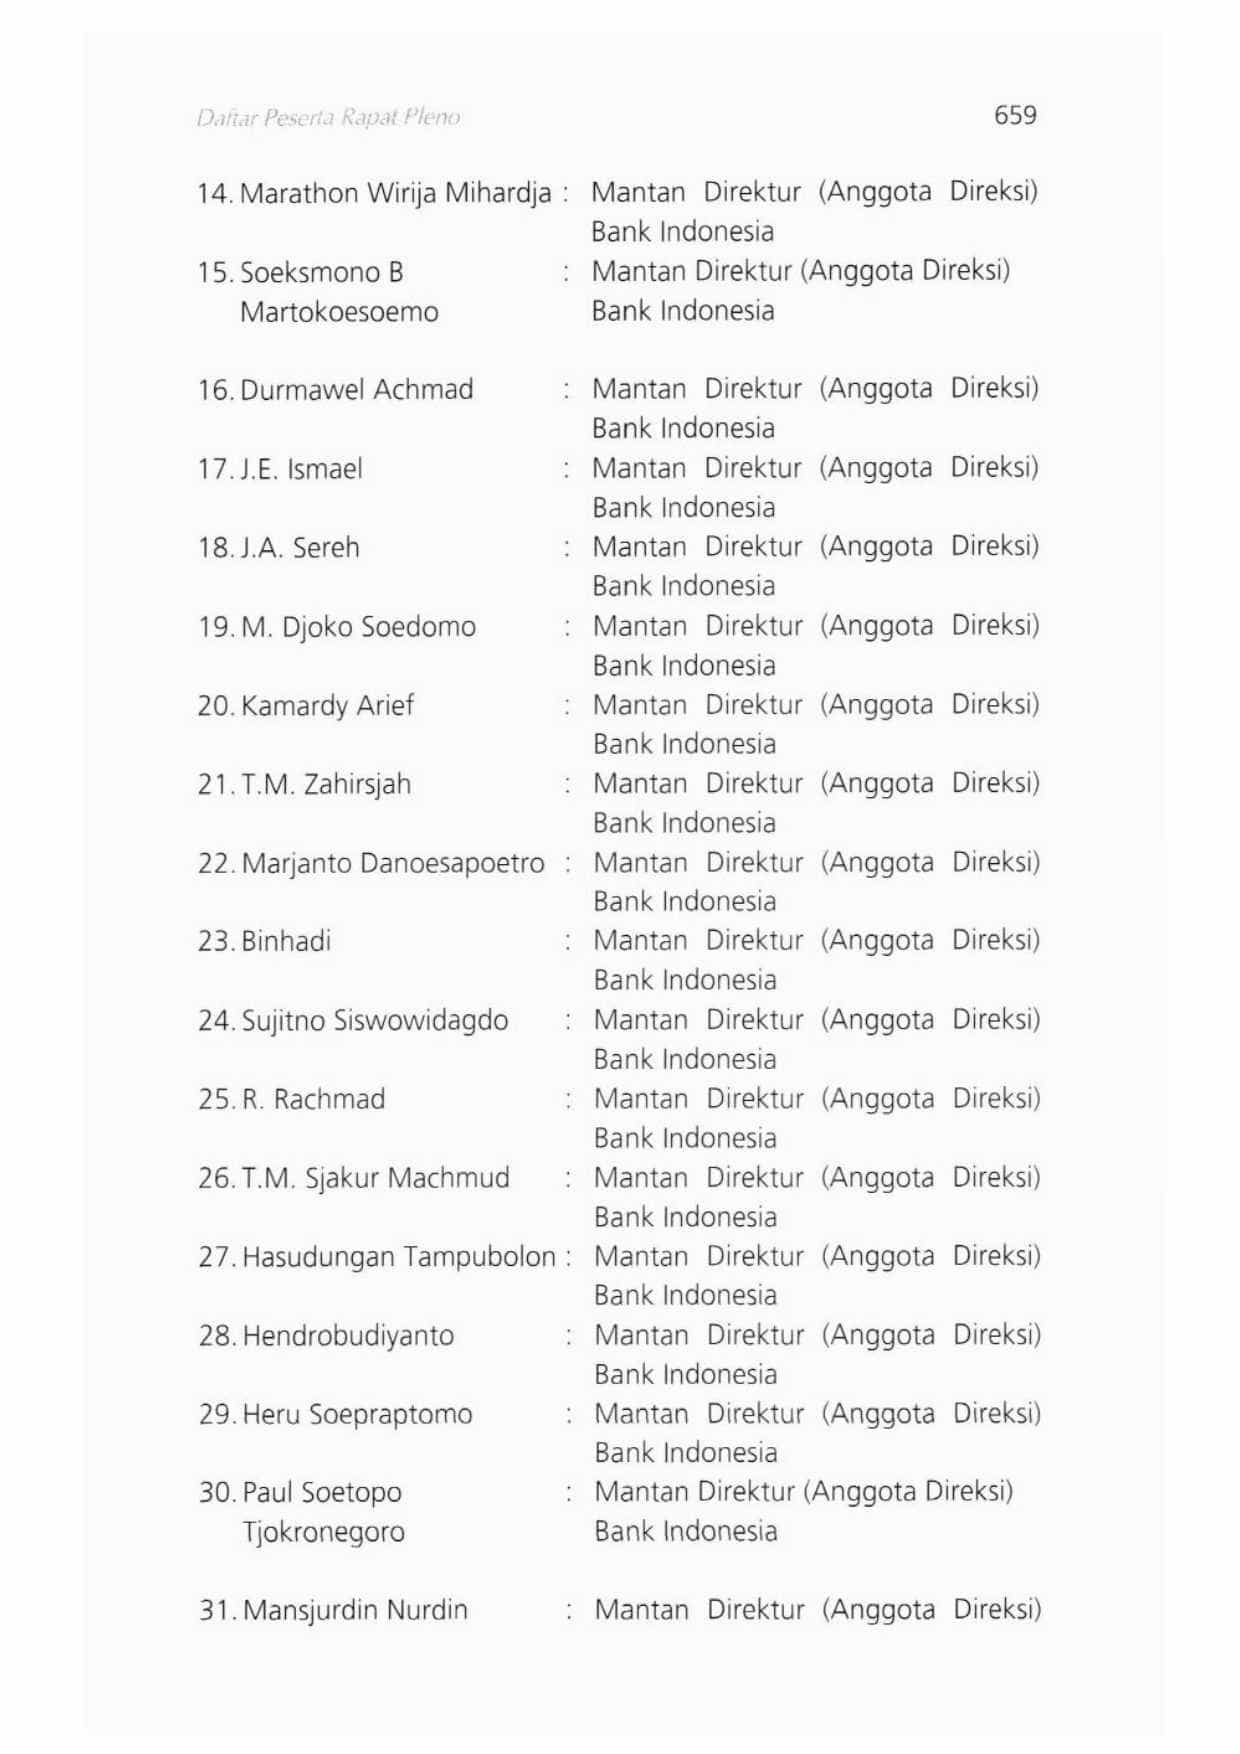 Daftar Peserta Rapat Pleno 659
14. Marathon Wirija Mihardja : Mantan Direktur (Anggota Direksi)
Bank Indonesia
15. Soeksmono B : Mantan Direktur (Anggota Direksi)
Martokoesoemo Bank Indonesia
16. Durmawel Achmad : Mantan Direktur (Anggota Direksi)
Bank Indonesia
17. J.E. Ismael : Mantan Direktur (Anggota Direksi)
Bank Indonesia
18. J.A. Sereh : Mantan Direktur (Anggota Direksi)
Bank Indonesia
19. M. Djoko Soedomo : Mantan Direktur (Anggota Direksi)
Bank Indonesia
20. Kamardy Arief : Mantan Direktur (Anggota Direksi)
Bank Indonesia
21. T.M. Zahirsjah : Mantan Direktur (Anggota Direksi)
Bank Indonesia
22. Marjanto Danoesapoetro : Mantan Direktur (Anggota Direksi)
Bank Indonesia
23. Binhadi : Mantan Direktur (Anggota Direksi)
Bank Indonesia
24. Sujitno Siswowidagdo : Mantan Direktur (Anggota Direksi)
Bank Indonesia
25. R. Rachmad : Mantan Direktur (Anggota Direksi)
Bank Indonesia
26. T.M. Sjakur Machmud : Mantan Direktur (Anggota Direksi)
Bank Indonesia
27. Hasudungan Tampubolon : Mantan Direktur (Anggota Direksi)
Bank Indonesia
28. Hendrobudiyanto : Mantan Direktur (Anggota Direksi)
Bank Indonesia
29. Heru Soepraptomo : Mantan Direktur (Anggota Direksi)
Bank Indonesia
30. Paul Soetopo : Mantan Direktur (Anggota Direksi)
Tjokronegoro Bank Indonesia
31. Mansjurdin Nurdin : Mantan Direktur (Anggota Direksi)